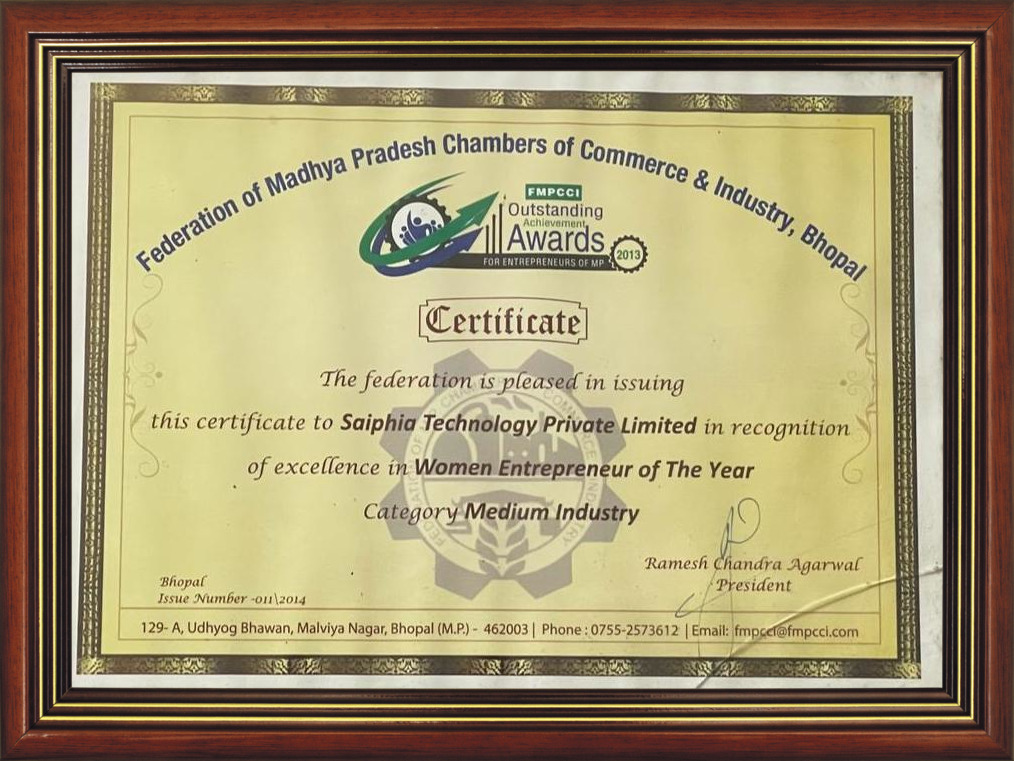 Federation of Madhya Pradesh Chambers of Commerce & Industry, Bhopal
FMPCCI
Outstanding
Achievement
Awards
FOR ENTREPRENEURS OF MP
2013
Certificate
The federation is pleased in issuing
this certificate to Saiphia Technology Private Limited in recognition
of excellence in Women Entrepreneur of The Year
Category Medium Industry
Ramesh Chandra Agarwal
President
Bhopal
Issue Number -011\2014
129- A, Udhyog Bhawan, Malviya Nagar, Bhopal (M.P.) - 462003 | Phone : 0755-2573612 | Email: fmpcci@fmpcci.com